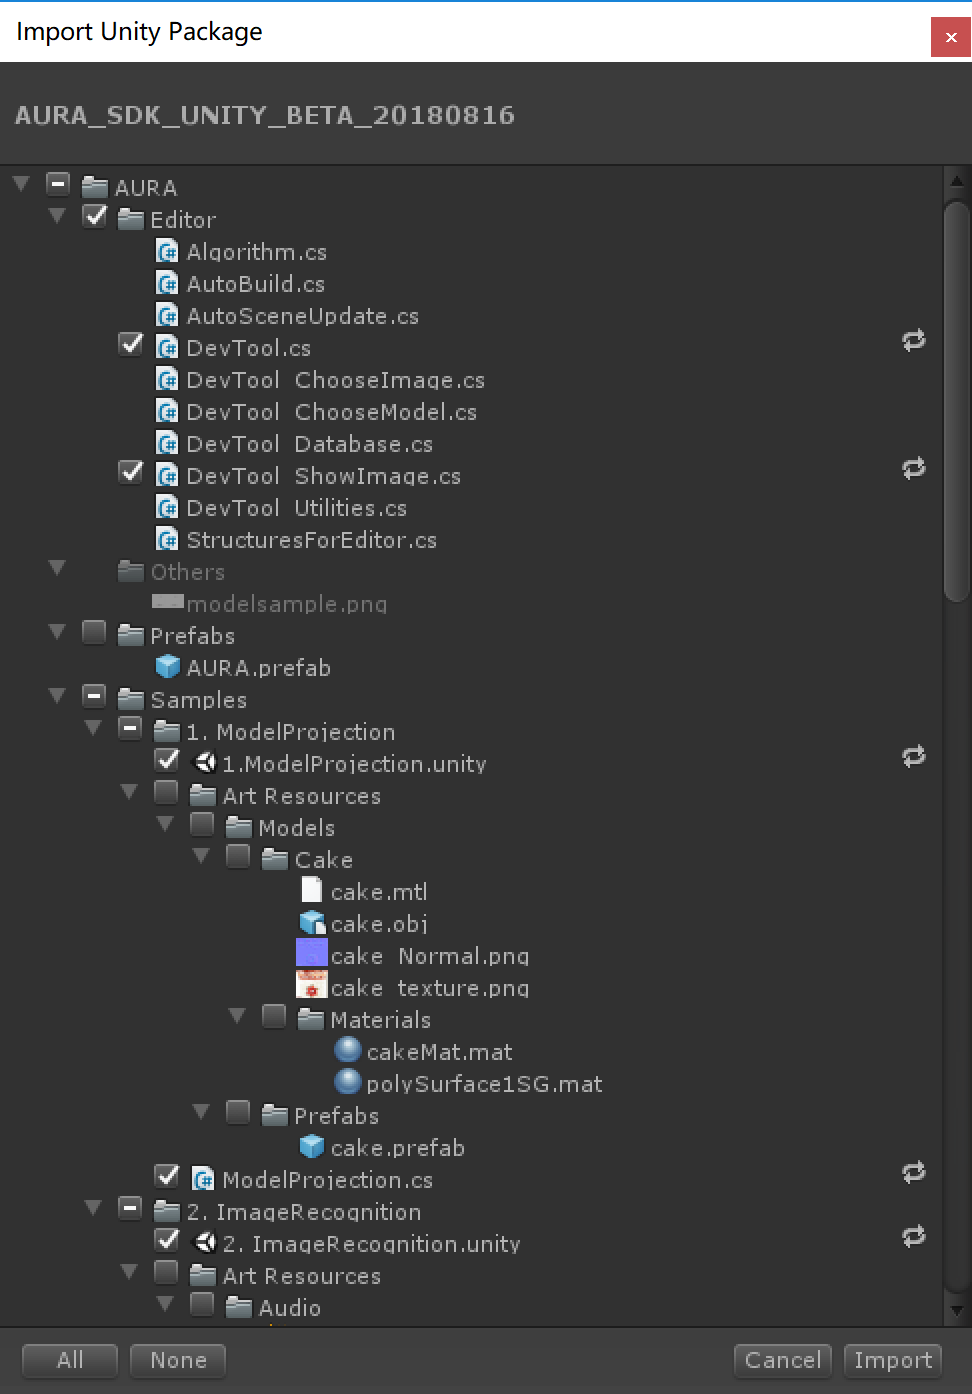 Import Unity Package
AURA_SDK_UNITY_BETA_20180816
AURA
Editor
Algorithm.cs
AutoBuild.cs
AutoSceneUpdate.cs
DevTool.cs
DevTool_ChooseImage.cs
DevTool_ChooseModel.cs
DevTool_Database.cs
DevTool_ShowImage.cs
DevTool_Utilities.cs
StructuresForEditor.cs
Others
modelsample.png
Prefabs
AURA.prefab
Samples
1. ModelProjection
1.ModelProjection.unity
Art Resources
Models
Cake
cake.mtl
cake.obj
cake_Normal.png
cake_texture.png
Materials
cakeMat.mat
polySurface1SG.mat
Prefabs
cake.prefab
ModelProjection.cs
2. ImageRecognition
2. ImageRecognition.unity
Art Resources
Audio
All None Cancel Import